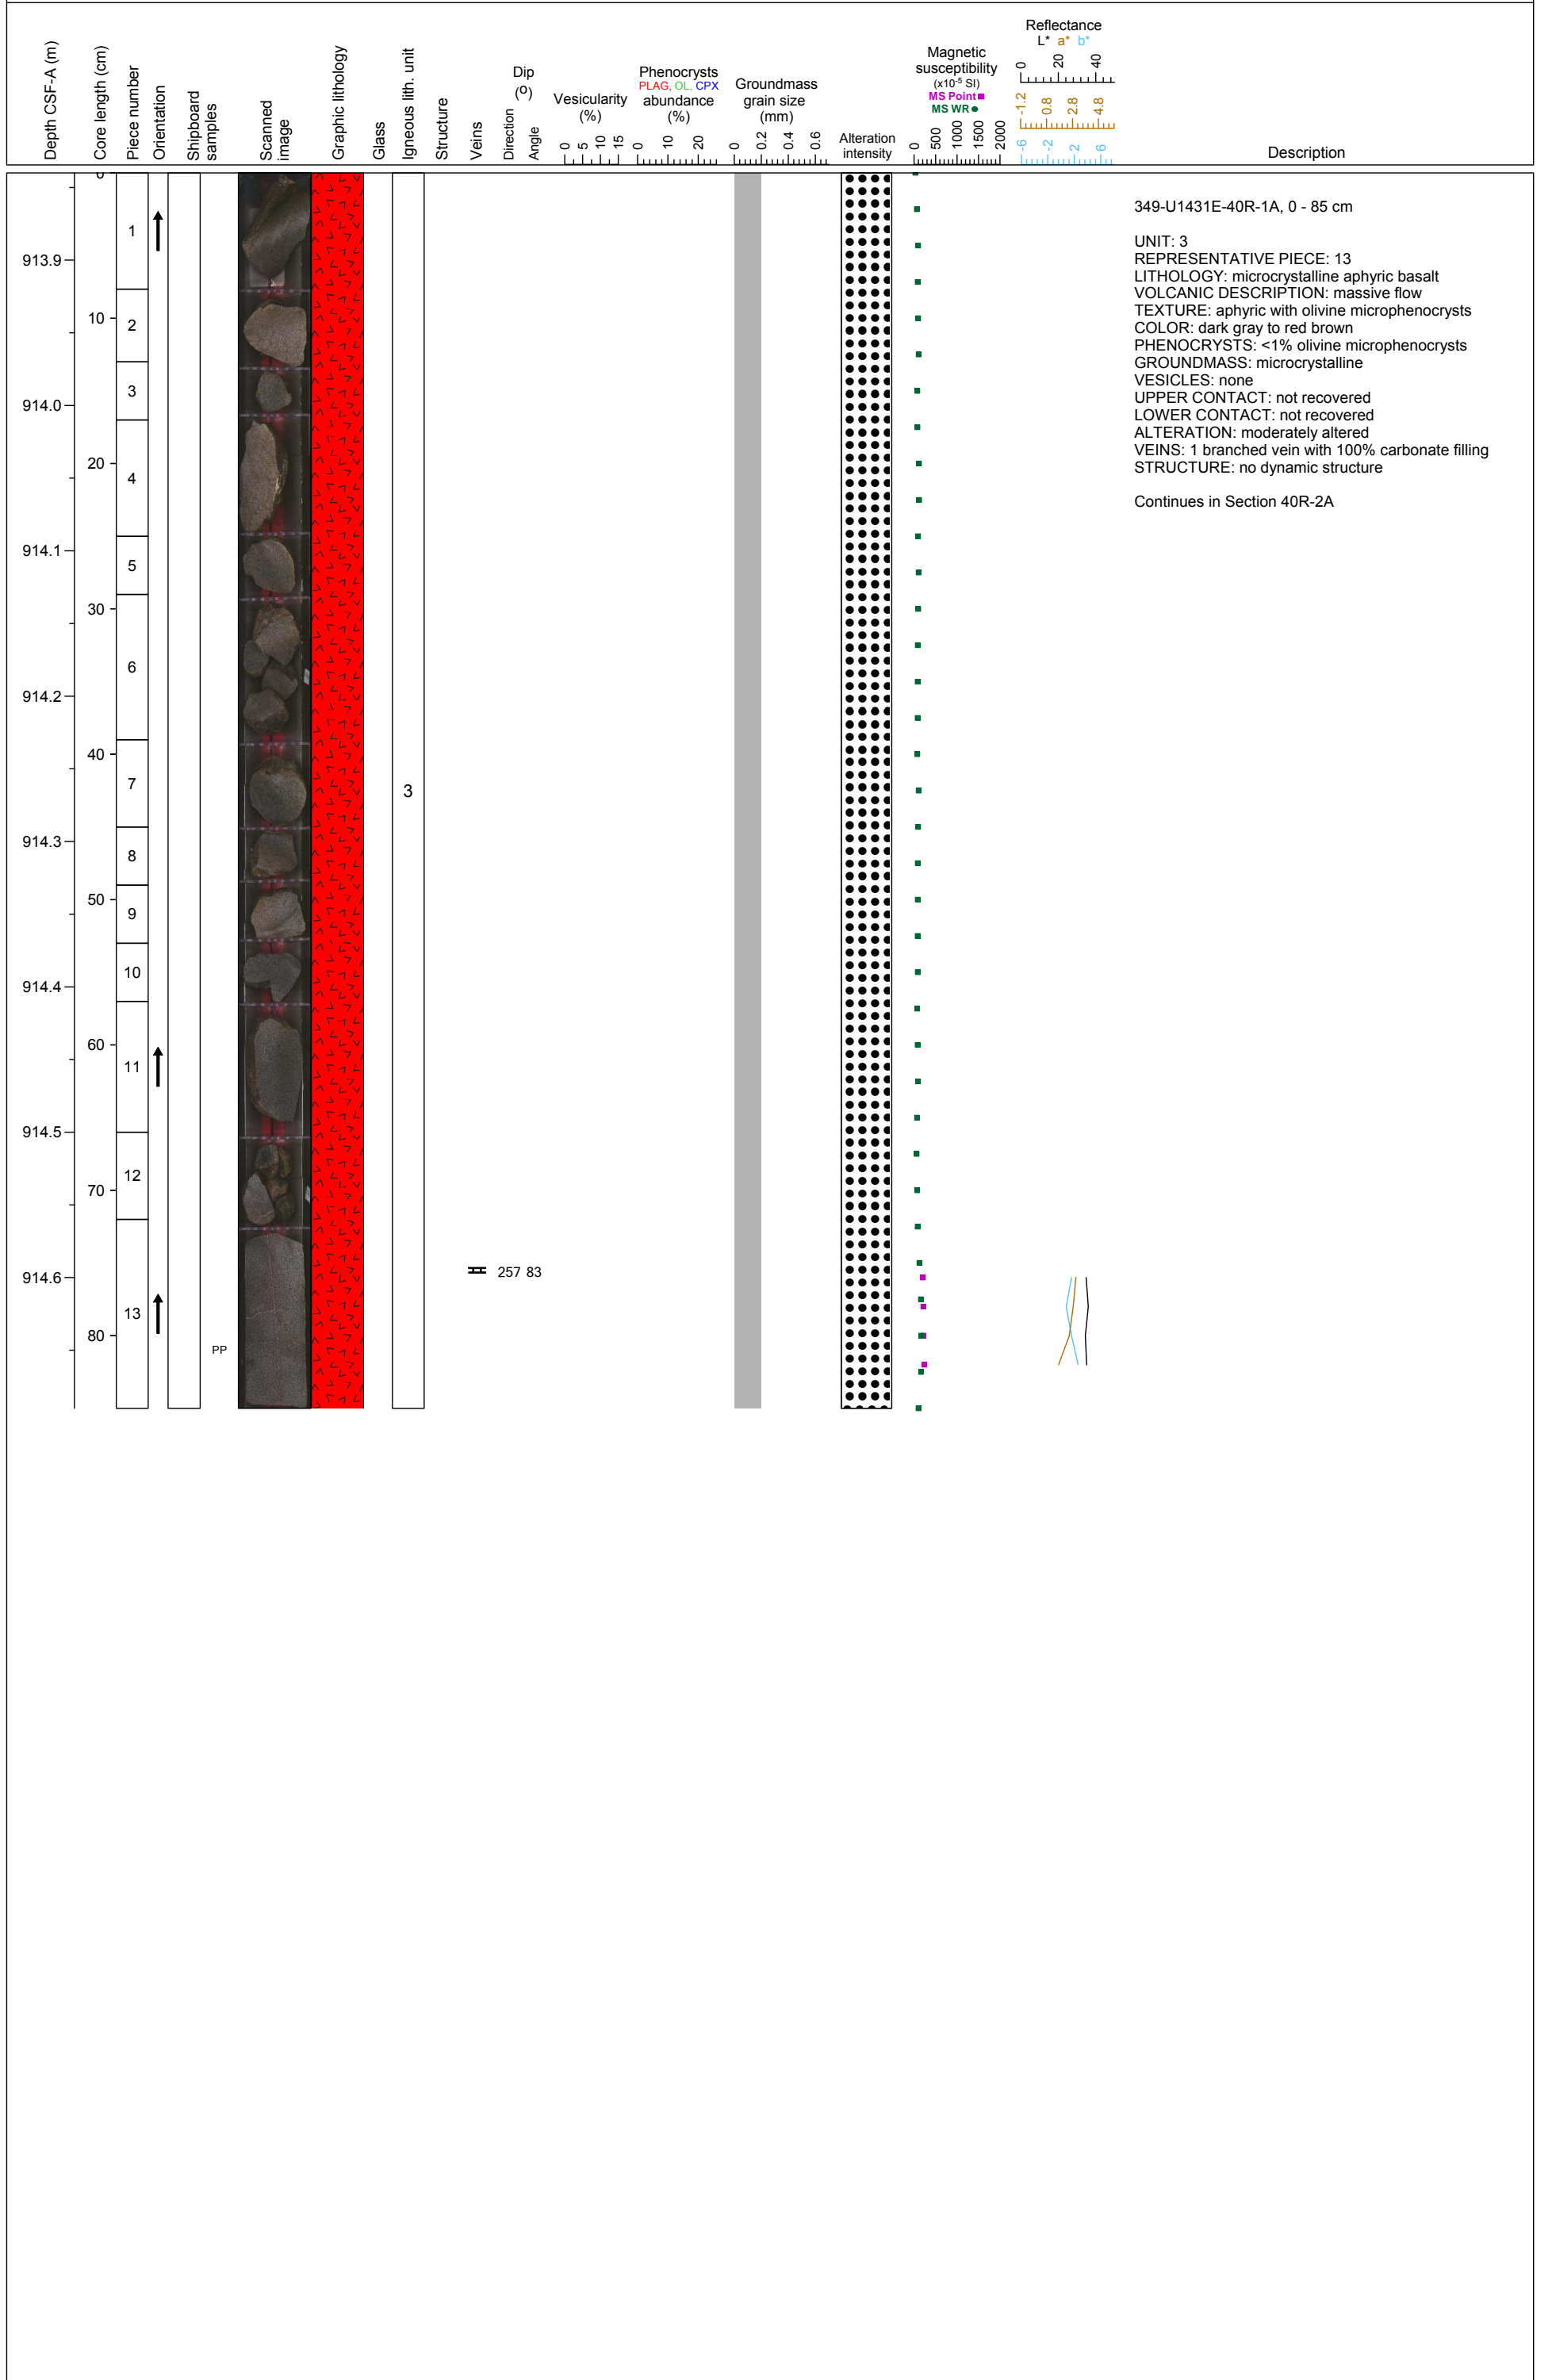 Depth CSF-A (m)
Core length (cm)
Piece number
Orientation
Shipboard
samples
Scanned
image
Graphic lithology
Glass
Igneous lith. unit
Structure
Veins
Dip
(º)
Direction
Angle
Vesicularity
(%)
0 5 10 15
Phenocrysts
PLAG, OL, CPX
abundance
(%)
0 10 20
Groundmass
grain size
(mm)
0 0.2 0.4 0.6
Alteration
intensity
Magnetic
susceptibility
(x10-5 SI)
MS Point
MS WR
0 500 1000 1500 2000
Reflectance
L* a* b*
0 20 40
-1.2 0.8 2.8 4.8
-6 -2 2 6
Description
0
1
913.9
10
2
3
914.0
20
4
914.1
5
30
6
914.2
40
7
3
914.3
8
50
9
10
914.4
60
11
914.5
12
70
914.6
257 83
13
80
PP
349-U1431E-40R-1A, 0 - 85 cm
UNIT: 3
REPRESENTATIVE PIECE: 13
LITHOLOGY: microcrystalline aphyric basalt
VOLCANIC DESCRIPTION: massive flow
TEXTURE: aphyric with olivine microphenocrysts
COLOR: dark gray to red brown
PHENOCRYSTS: <1% olivine microphenocrysts
GROUNDMASS: microcrystalline
VESICLES: none
UPPER CONTACT: not recovered
LOWER CONTACT: not recovered
ALTERATION: moderately altered
VEINS: 1 branched vein with 100% carbonate filling
STRUCTURE: no dynamic structure
Continues in Section 40R-2A